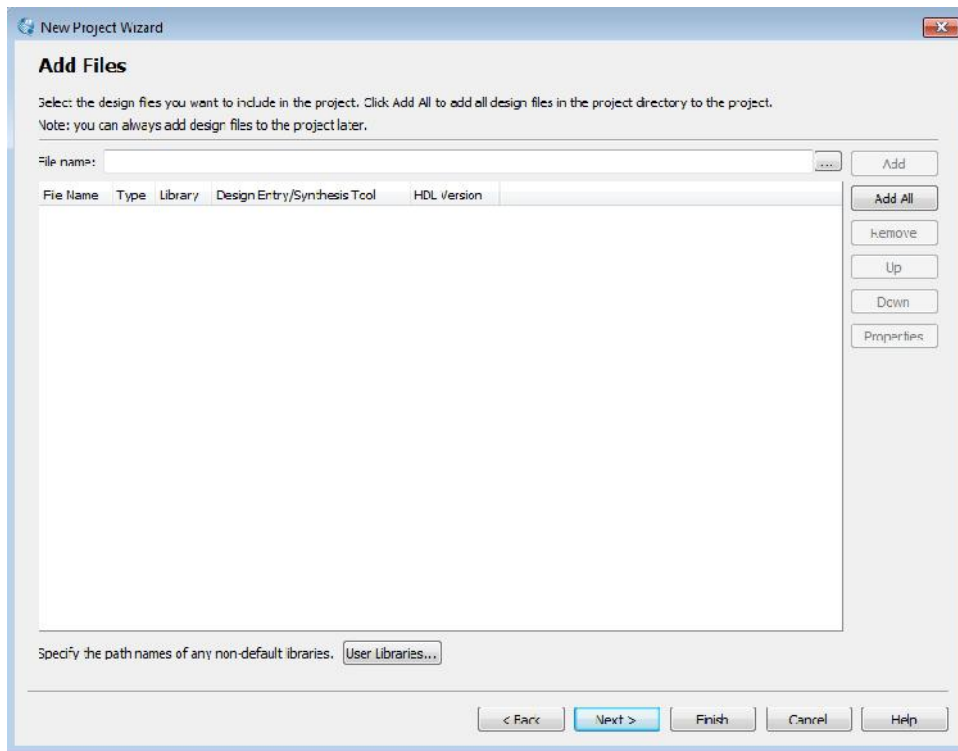 New Project Wizard
Add Files
Select the design files you want to include in the project. Click Add All to add all design files in the project directory to the project.
Note: you can always add design files to the project later.
File name:
...
Add
File Name Type Library Design Entry/Synthesis Tool HDL Version
Add All
Remove
Up
Down
Properties
Specify the path names of any non-default libraries. User Libraries...
< Back Next > Finish Cancel Help